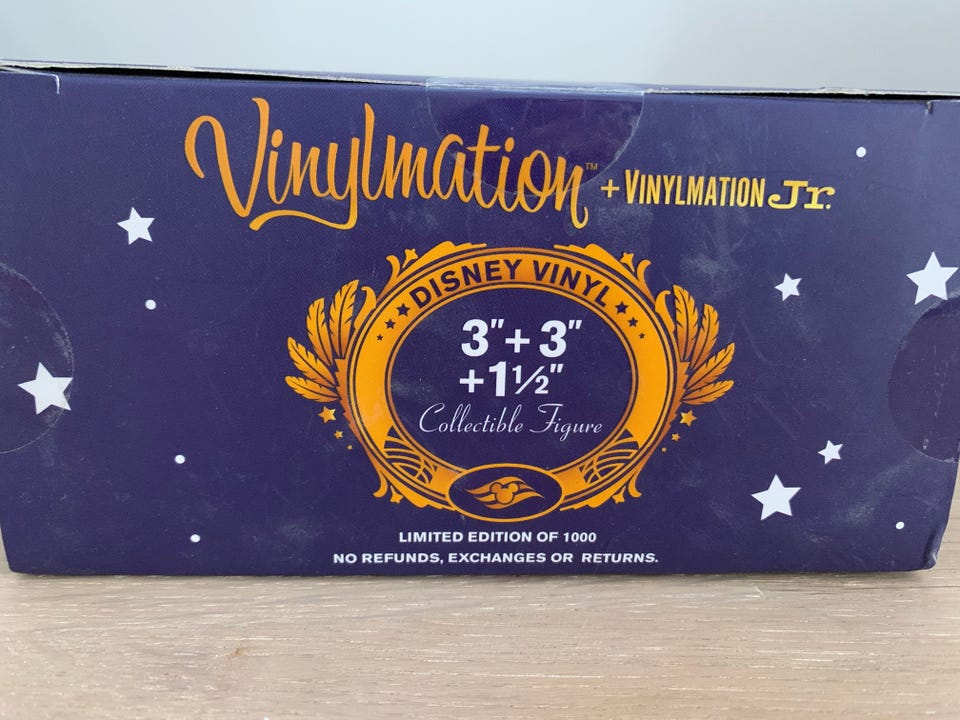 Vinylmation™ + VINYLMATION Jr.
DISNEY VINYL
3"+ 3"
+1½"
Collectible Figure
LIMITED EDITION OF 1000
NO REFUNDS, EXCHANGES OR RETURNS.